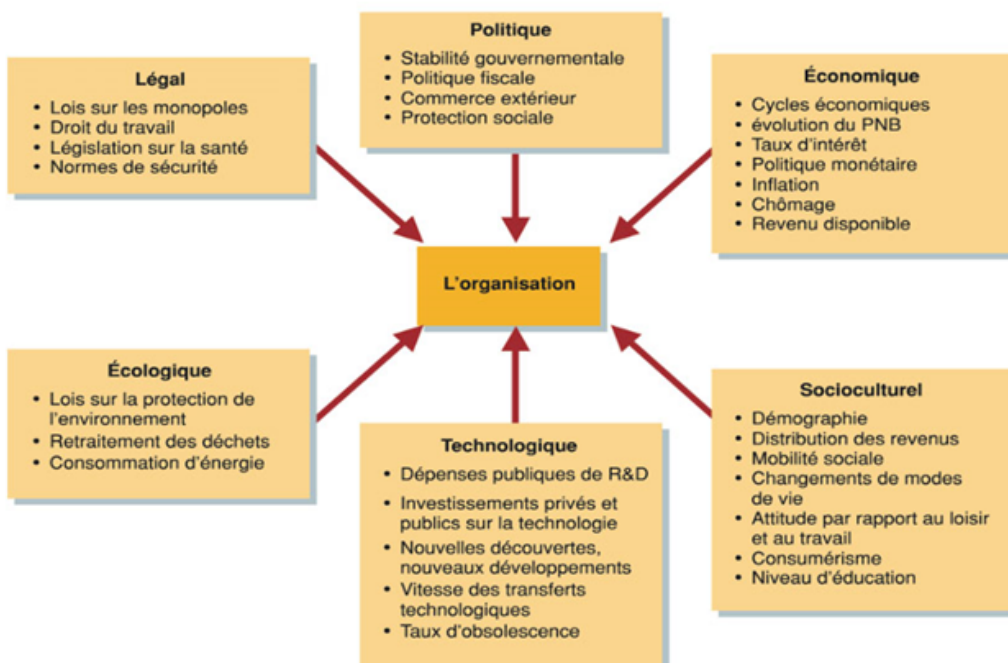 Politique
• Stabilité gouvernementale
• Politique fiscale
• Commerce extérieur
• Protection sociale
Légal
• Lois sur les monopoles
• Droit du travail
• Législation sur la santé
• Normes de sécurité
Économique
• Cycles économiques
• évolution du PNB
• Taux d'intérêt
• Politique monétaire
• Inflation
• Chômage
• Revenu disponible
L'organisation
Écologique
• Lois sur la protection de
l'environnement
• Retraitement des déchets
• Consommation d'énergie
Technologique
• Dépenses publiques de R&D
• Investissements privés et
publics sur la technologie
• Nouvelles découvertes,
nouveaux développements
• Vitesse des transferts
technologiques
• Taux d'obsolescence
Socioculturel
• Démographie
• Distribution des revenus
• Mobilité sociale
• Changements de modes
de vie
• Attitude par rapport au loisir
et au travail
• Consumérisme
• Niveau d'éducation